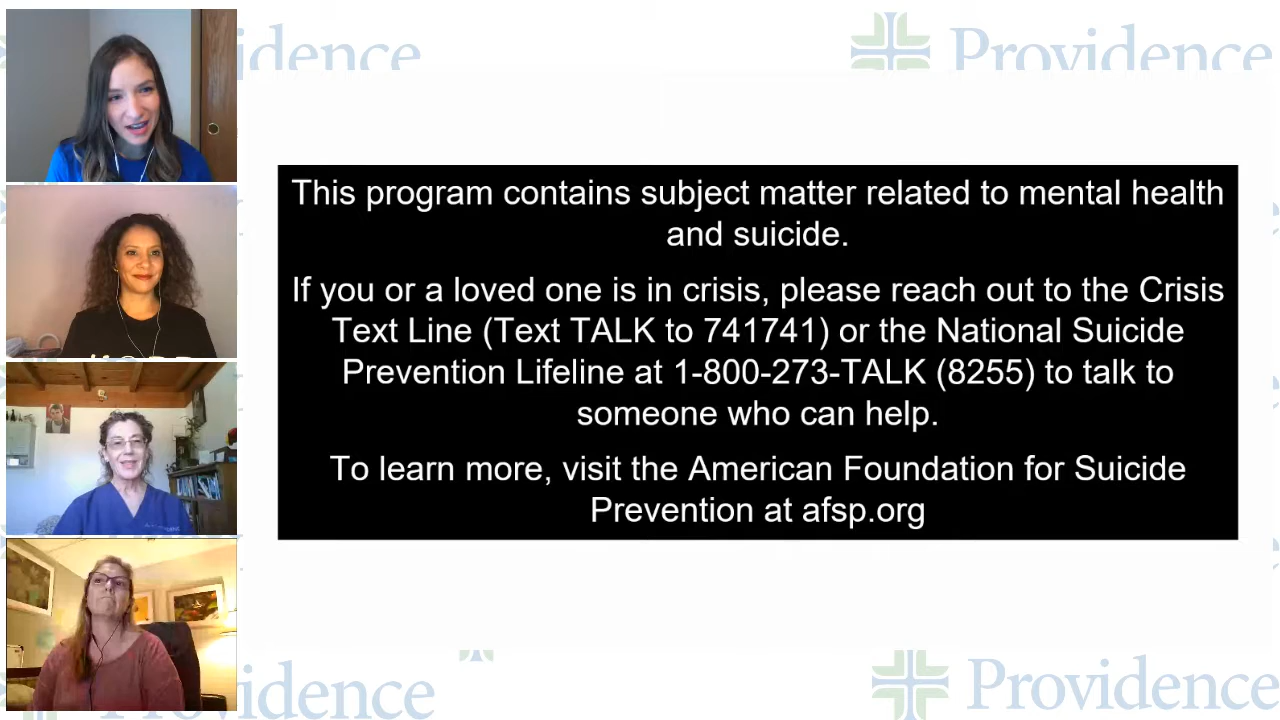 Providence
Providence
This program contains subject matter related to mental health
and suicide.
If you or a loved one is in crisis, please reach out to the Crisis
Text Line (Text TALK to 741741) or the National Suicide
Prevention Lifeline at 1-800-273-TALK (8255) to talk to
someone who can help.
To learn more, visit the American Foundation for Suicide
Prevention at afsp.org
Providence
Providence